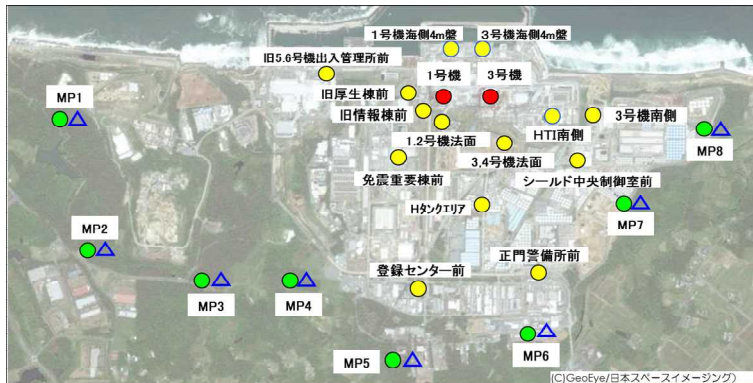 1号機海側4m盤
3号機海側4m盤
旧5.6号機出入管理所前
1号機
3号機
MP1
旧厚生棟前
旧情報棟前
3号機南側
HTI南側
1.2号機法面
MP8
3,4号機法面
免震重要棟前
シールド中央制御室前
Hタンクエリア
MP2
MP7
正門警備所前
登録センター前
MP3
MP4
MP6
MP5
(C)GeoEye/日本スペースイメージング)